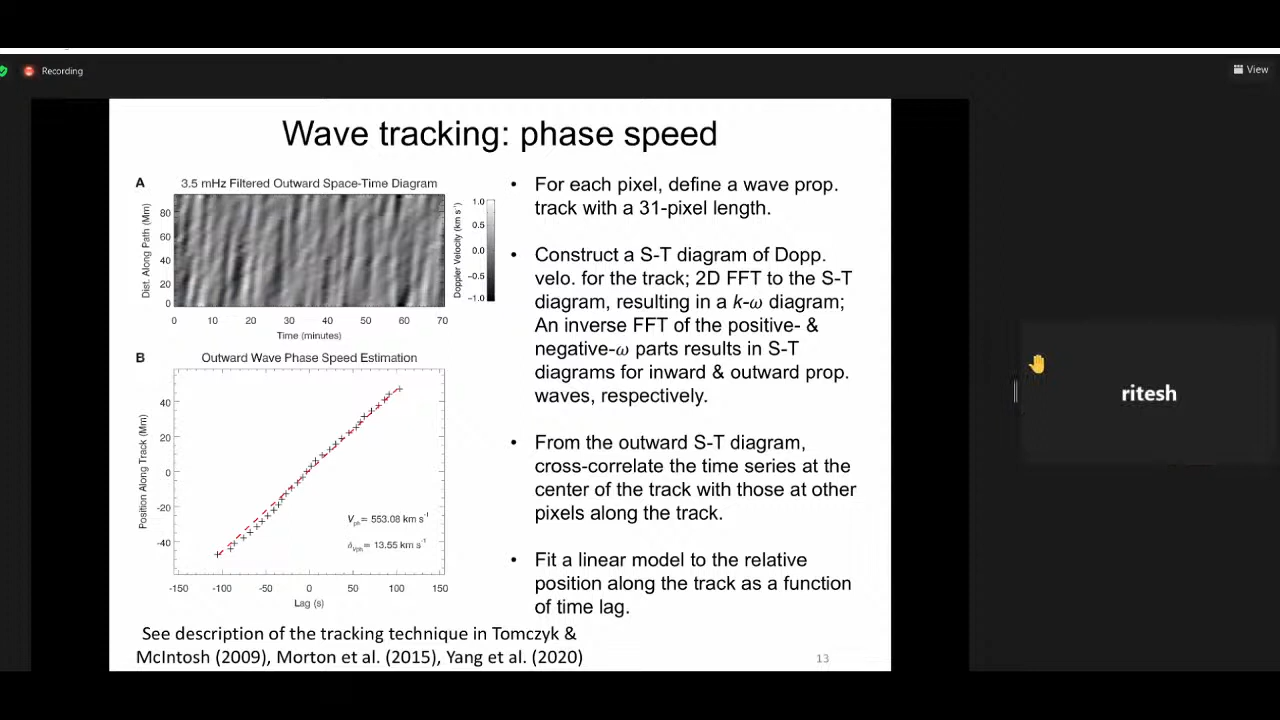 Recording
View
Wave tracking: phase speed
A
3.5 mHz Filtered Outward Space-Time Diagram
Dist. Along Path (Mm)
80
60
40
20
0
0 10 20 30 40 50 60 70
Time (minutes)
Doppler Velocity (km s⁻¹)
1.0
0.5
0.0
−0.5
−1.0
B
Outward Wave Phase Speed Estimation
Position Along Track (Mm)
40
20
0
-20
-40
Vph= 553.08 km s⁻¹
δVph= 13.55 km s⁻¹
-150 -100 -50 0 50 100 150
Lag (s)
• For each pixel, define a wave prop.
track with a 31-pixel length.
• Construct a S-T diagram of Dopp.
velo. for the track; 2D FFT to the S-T
diagram, resulting in a k-ω diagram;
An inverse FFT of the positive- &
negative-ω parts results in S-T
diagrams for inward & outward prop.
waves, respectively.
• From the outward S-T diagram,
cross-correlate the time series at the
center of the track with those at other
pixels along the track.
• Fit a linear model to the relative
position along the track as a function
of time lag.
See description of the tracking technique in Tomczyk &
McIntosh (2009), Morton et al. (2015), Yang et al. (2020)
13
ritesh